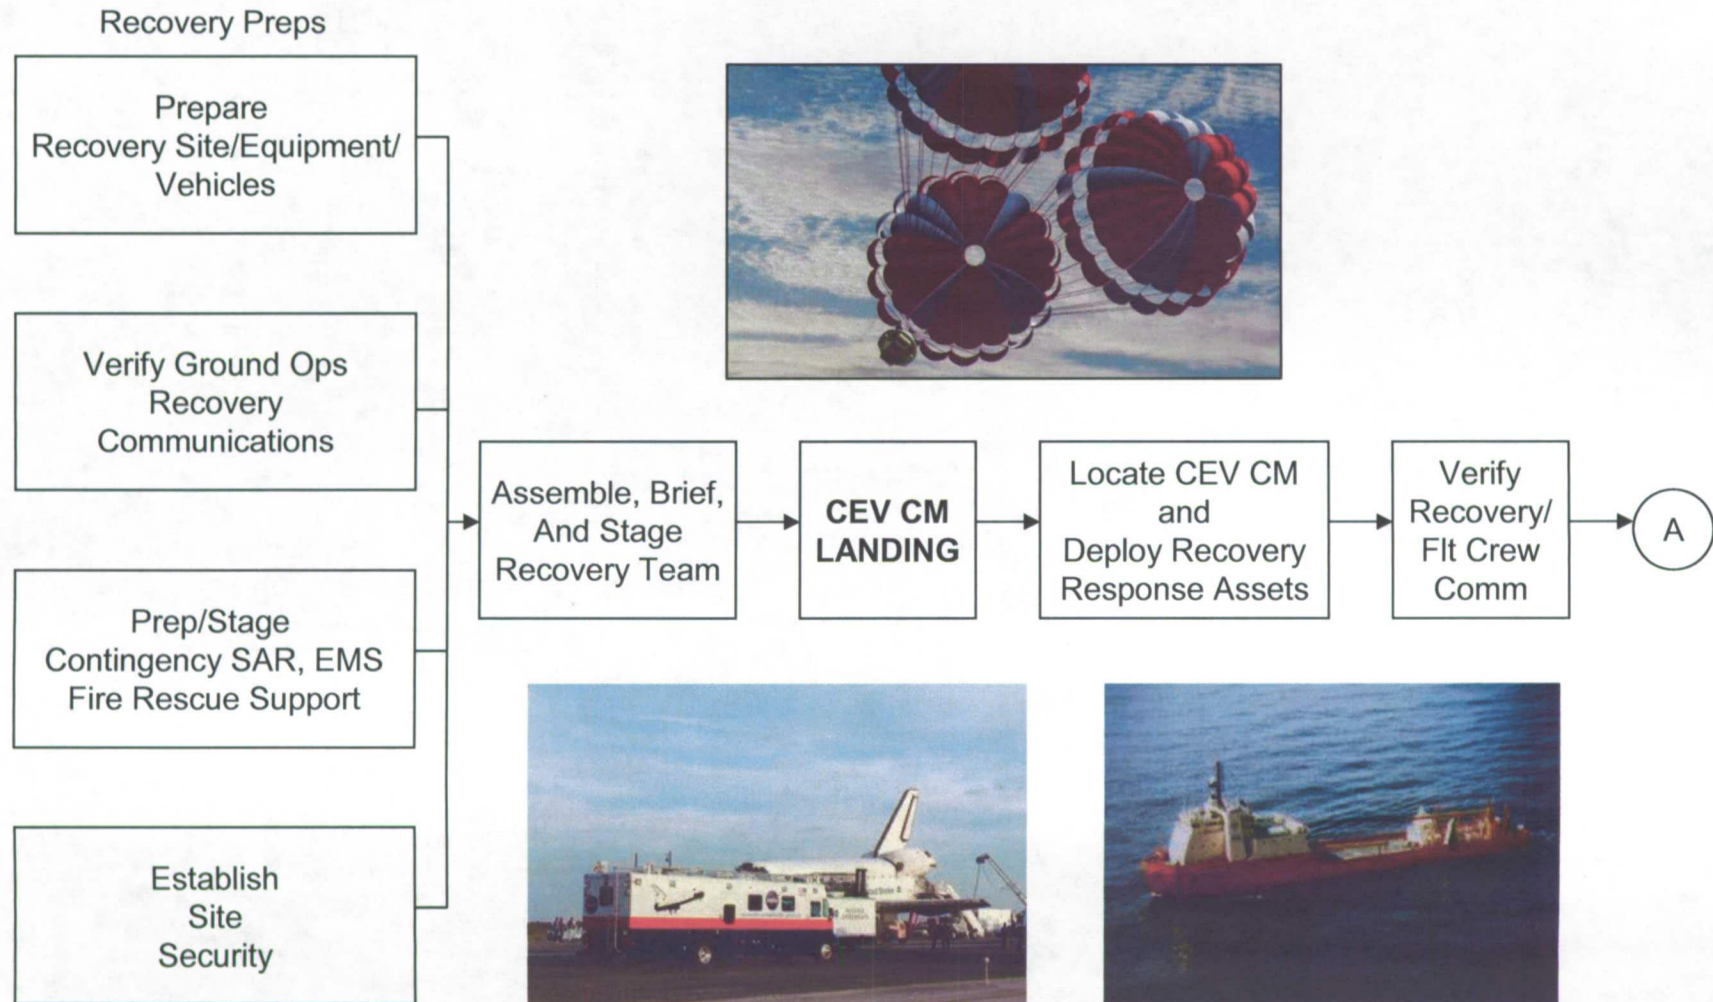 Recovery Preps
Prepare
Recovery Site/Equipment/
Vehicles
Verify Ground Ops
Recovery
Communications
Prep/Stage
Contingency SAR, EMS
Fire Rescue Support
Establish
Site
Security
Assemble, Brief,
And Stage
Recovery Team
CEV CM
LANDING
Locate CEV CM
and
Deploy Recovery
Response Assets
Verify
Recovery/
Flt Crew
Comm
A